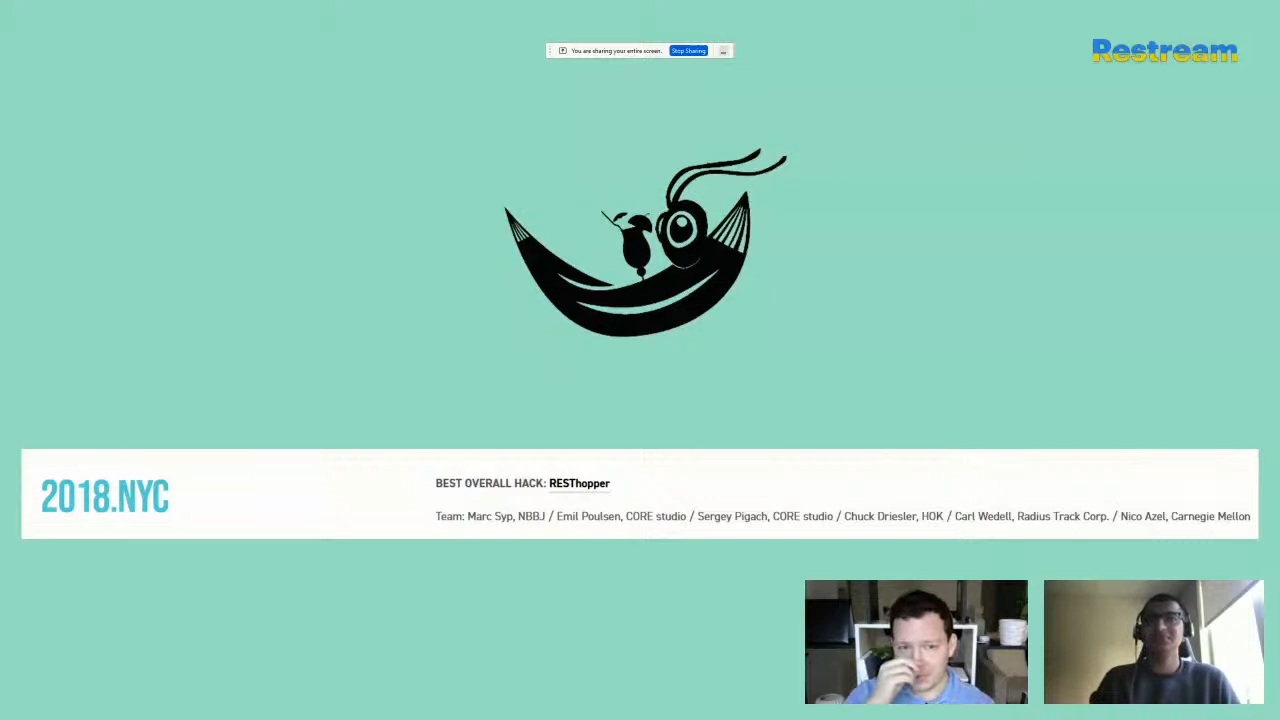 You are sharing your entire screen. Stop Sharing
Restream
2018.NYC
BEST OVERALL HACK: RESThopper
Team: Marc Syp, NBBJ / Emil Poulsen, CORE studio / Sergey Pigach, CORE studio / Chuck Driesler, HOK / Carl Wedell, Radius Track Corp. / Nico Azel, Carnegie Mellon